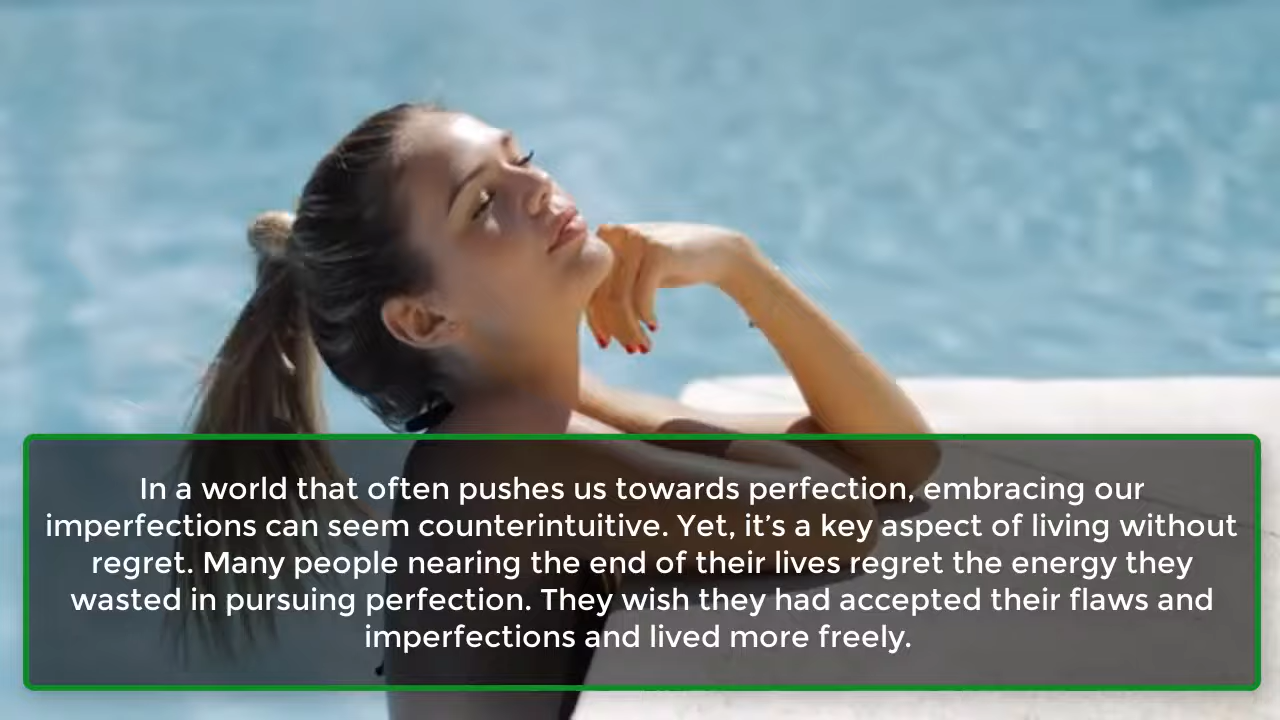 In a world that often pushes us towards perfection, embracing our
imperfections can seem counterintuitive. Yet, it’s a key aspect of living without
regret. Many people nearing the end of their lives regret the energy they
wasted in pursuing perfection. They wish they had accepted their flaws and
imperfections and lived more freely.